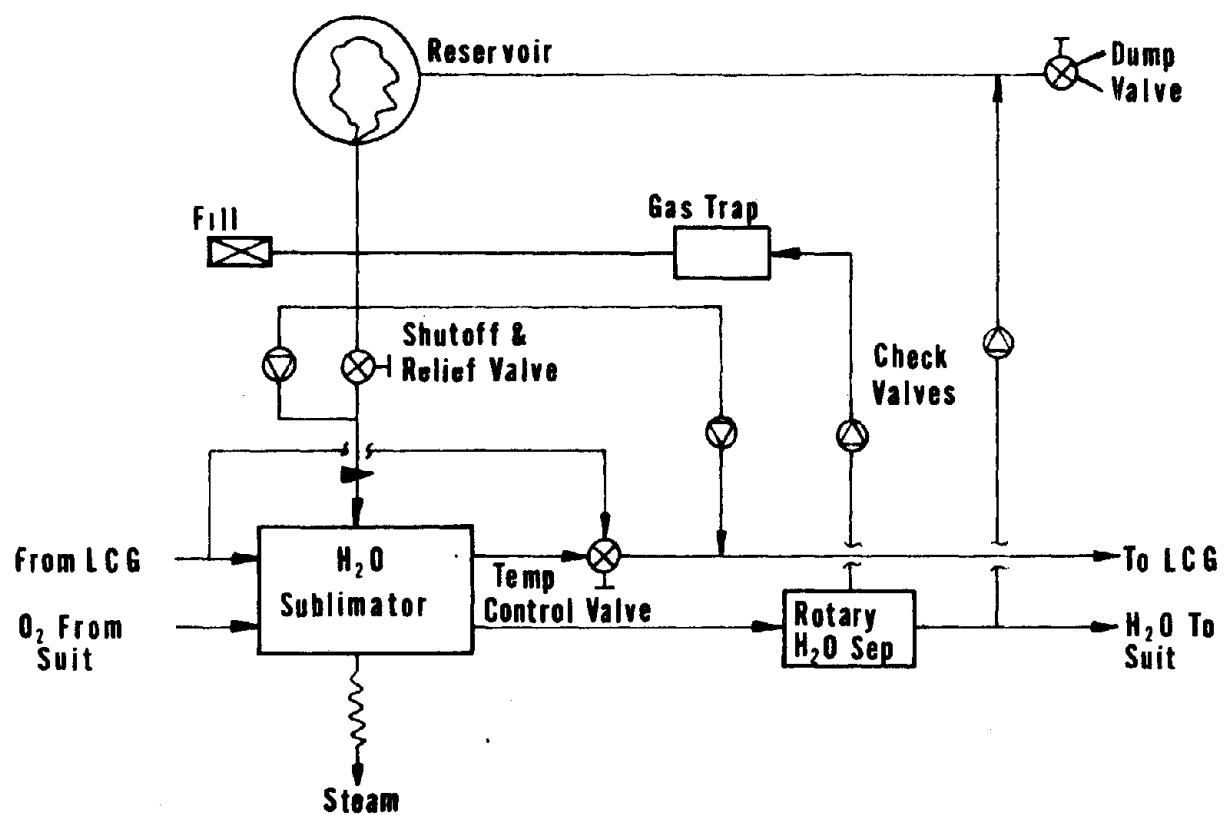 Reservoir
Dump
Valve
Fill
Gas Trap
Shutoff &
Relief Valve
Check
Valves
From LCG
H₂O
Sublimator
Temp
Control Valve
To LCG
O₂ From
Suit
Rotary
H₂O Sep
H₂O To
Suit
Steam